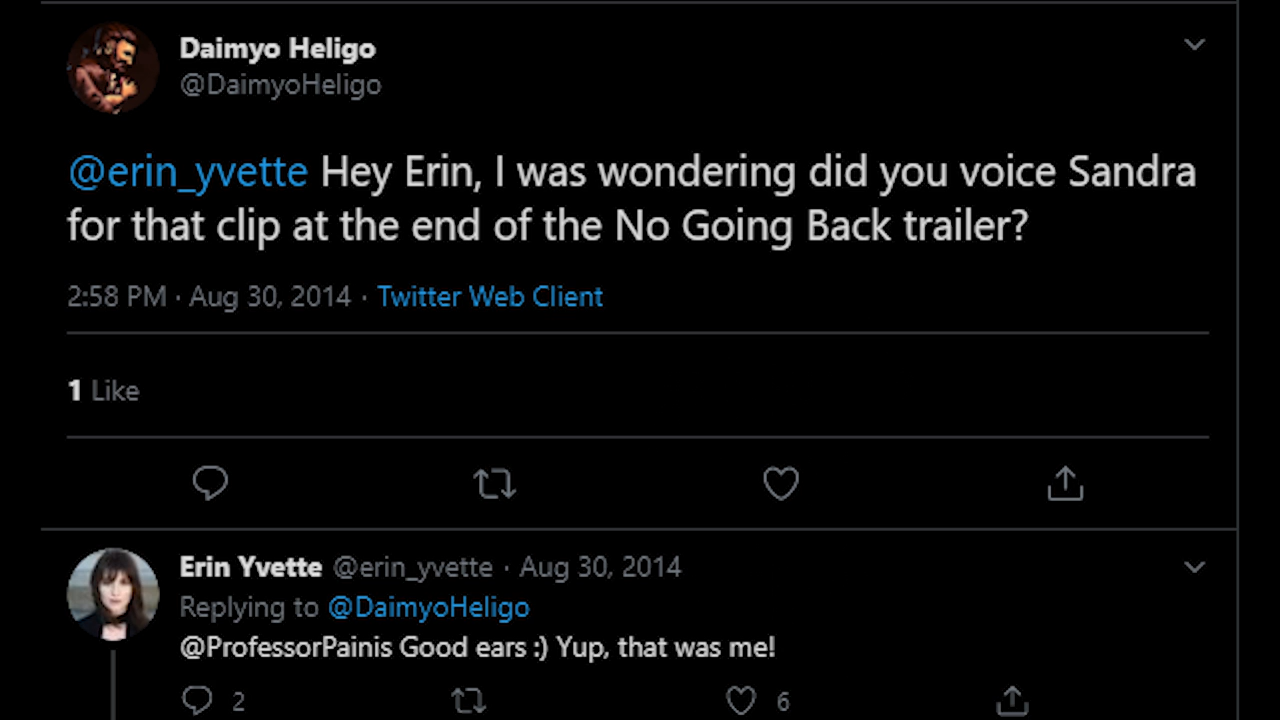 Daimyo Heligo
@DaimyoHeligo
@erin_yvette Hey Erin, I was wondering did you voice Sandra
for that clip at the end of the No Going Back trailer?
2:58 PM · Aug 30, 2014 · Twitter Web Client
1 Like
Erin Yvette @erin_yvette · Aug 30, 2014
Replying to @DaimyoHeligo
@ProfessorPainis Good ears :) Yup, that was me!
2 6